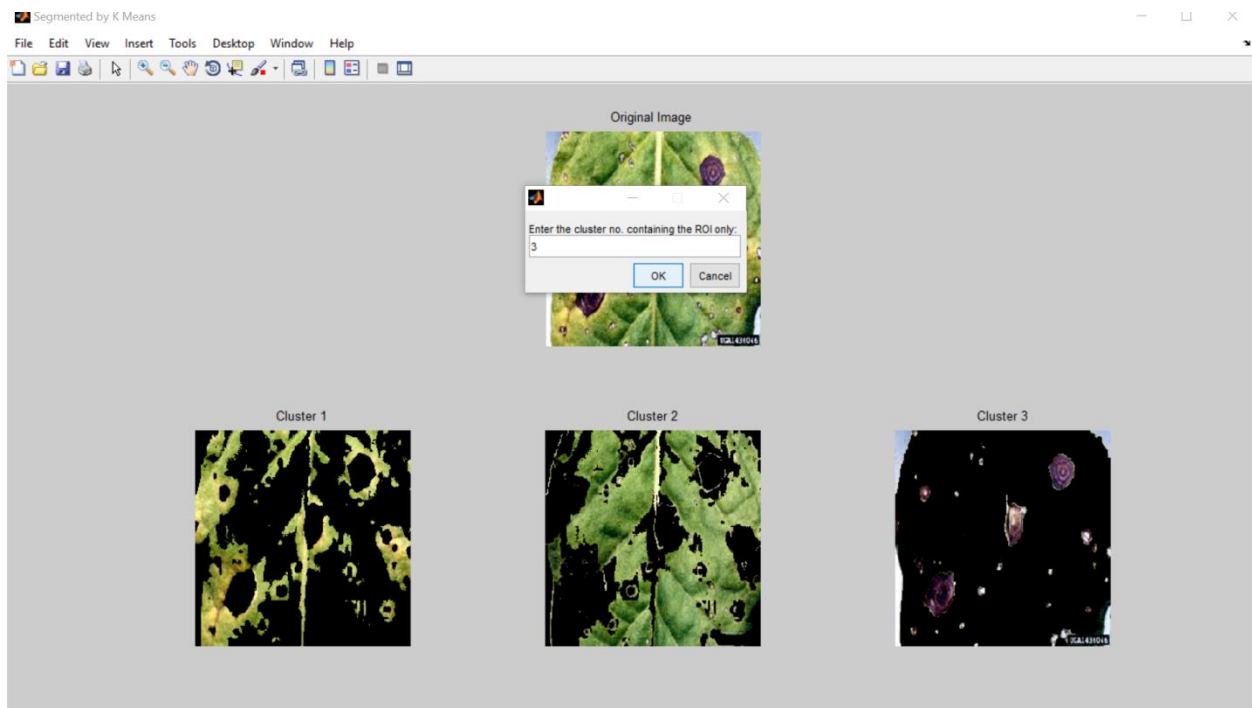 Segmented by K Means
File Edit View Insert Tools Desktop Window Help
Original Image
Enter the cluster no. containing the ROI only:
3
OK Cancel
Cluster 1 Cluster 2 Cluster 3